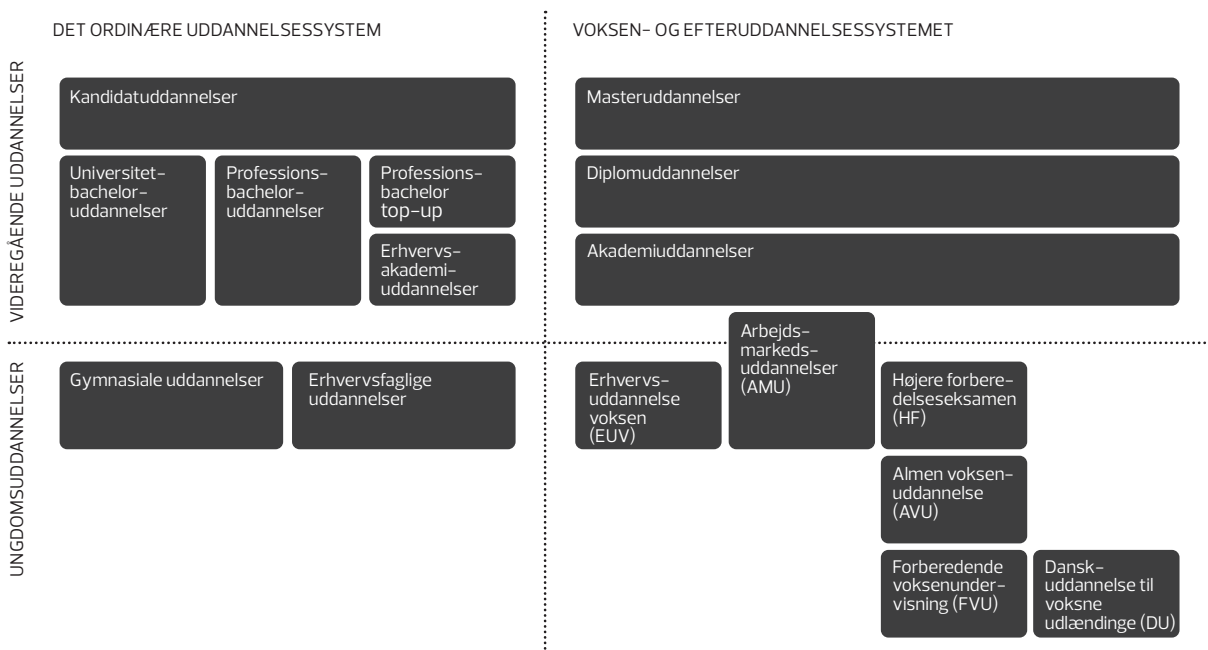 DET ORDINÆRE UDDANNELSESSYSTEM
VOKSEN- OG EFTERUDDANNELSESSYSTEMET
VIDEREGÅENDE UDDANNELSER
Kandidatuddannelser
Universitet-
bachelor-
uddannelser
Professions-
bachelor-
uddannelser
Professions-
bachelor
top-up
Erhvervs-
akademi-
uddannelser
Masteruddannelser
Diplomuddannelser
Akademiuddannelser
UNGDOMSUDDANNELSER
Gymnasiale uddannelser
Erhvervsfaglige
uddannelser
Erhvervs-
uddannelse
voksen
(EUV)
Arbejds-
markeds-
uddannelser
(AMU)
Højere forbere-
delseseksamen
(HF)
Almen voksen-
uddannelse
(AVU)
Forberedende
voksenunder-
visning (FVU)
Dansk-
uddannelse til
voksne
udlændinge (DU)